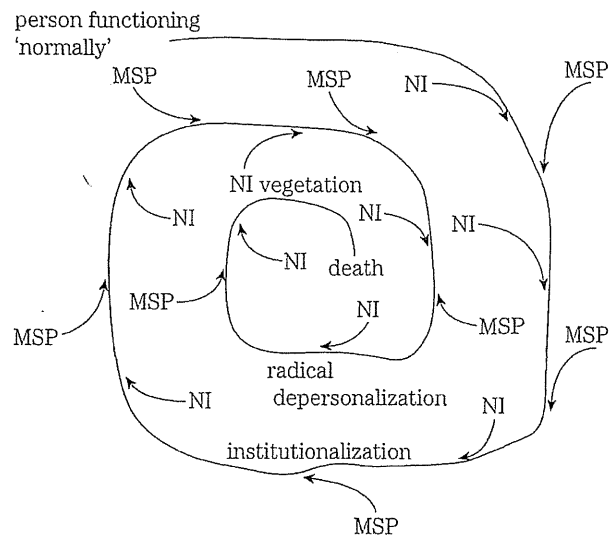 person functioning
'normally'
MSP
MSP
NI
MSP
NI vegetation
NI
NI
NI
NI
death
MSP
NI
MSP
MSP
MSP
radical
depersonalization
NI
NI
institutionalization
MSP